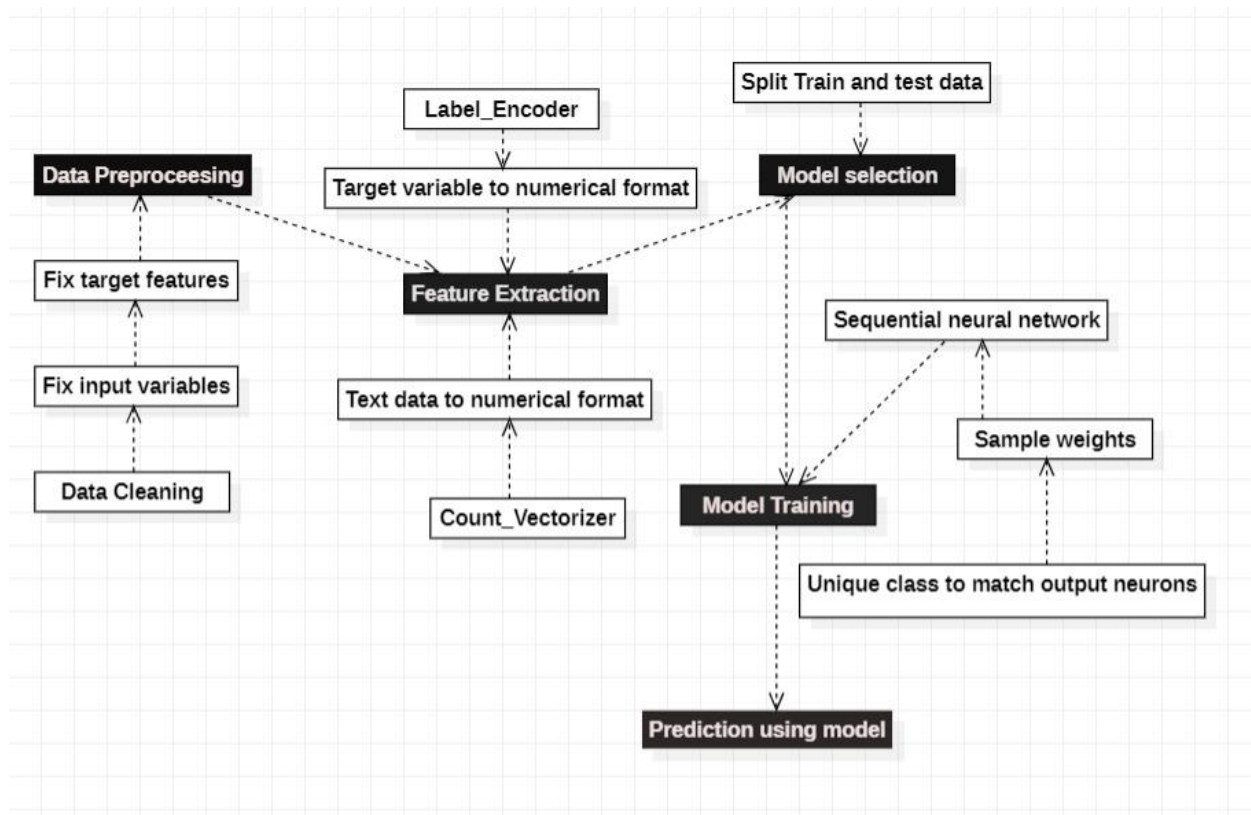 Split Train and test data
Label_Encoder
Data Preproceesing
Target variable to numerical format
Model selection
Fix target features
Feature Extraction
Sequential neural network
Fix input variables
Text data to numerical format
Sample weights
Data Cleaning
Count_Vectorizer
Model Training
Unique class to match output neurons
Prediction using model